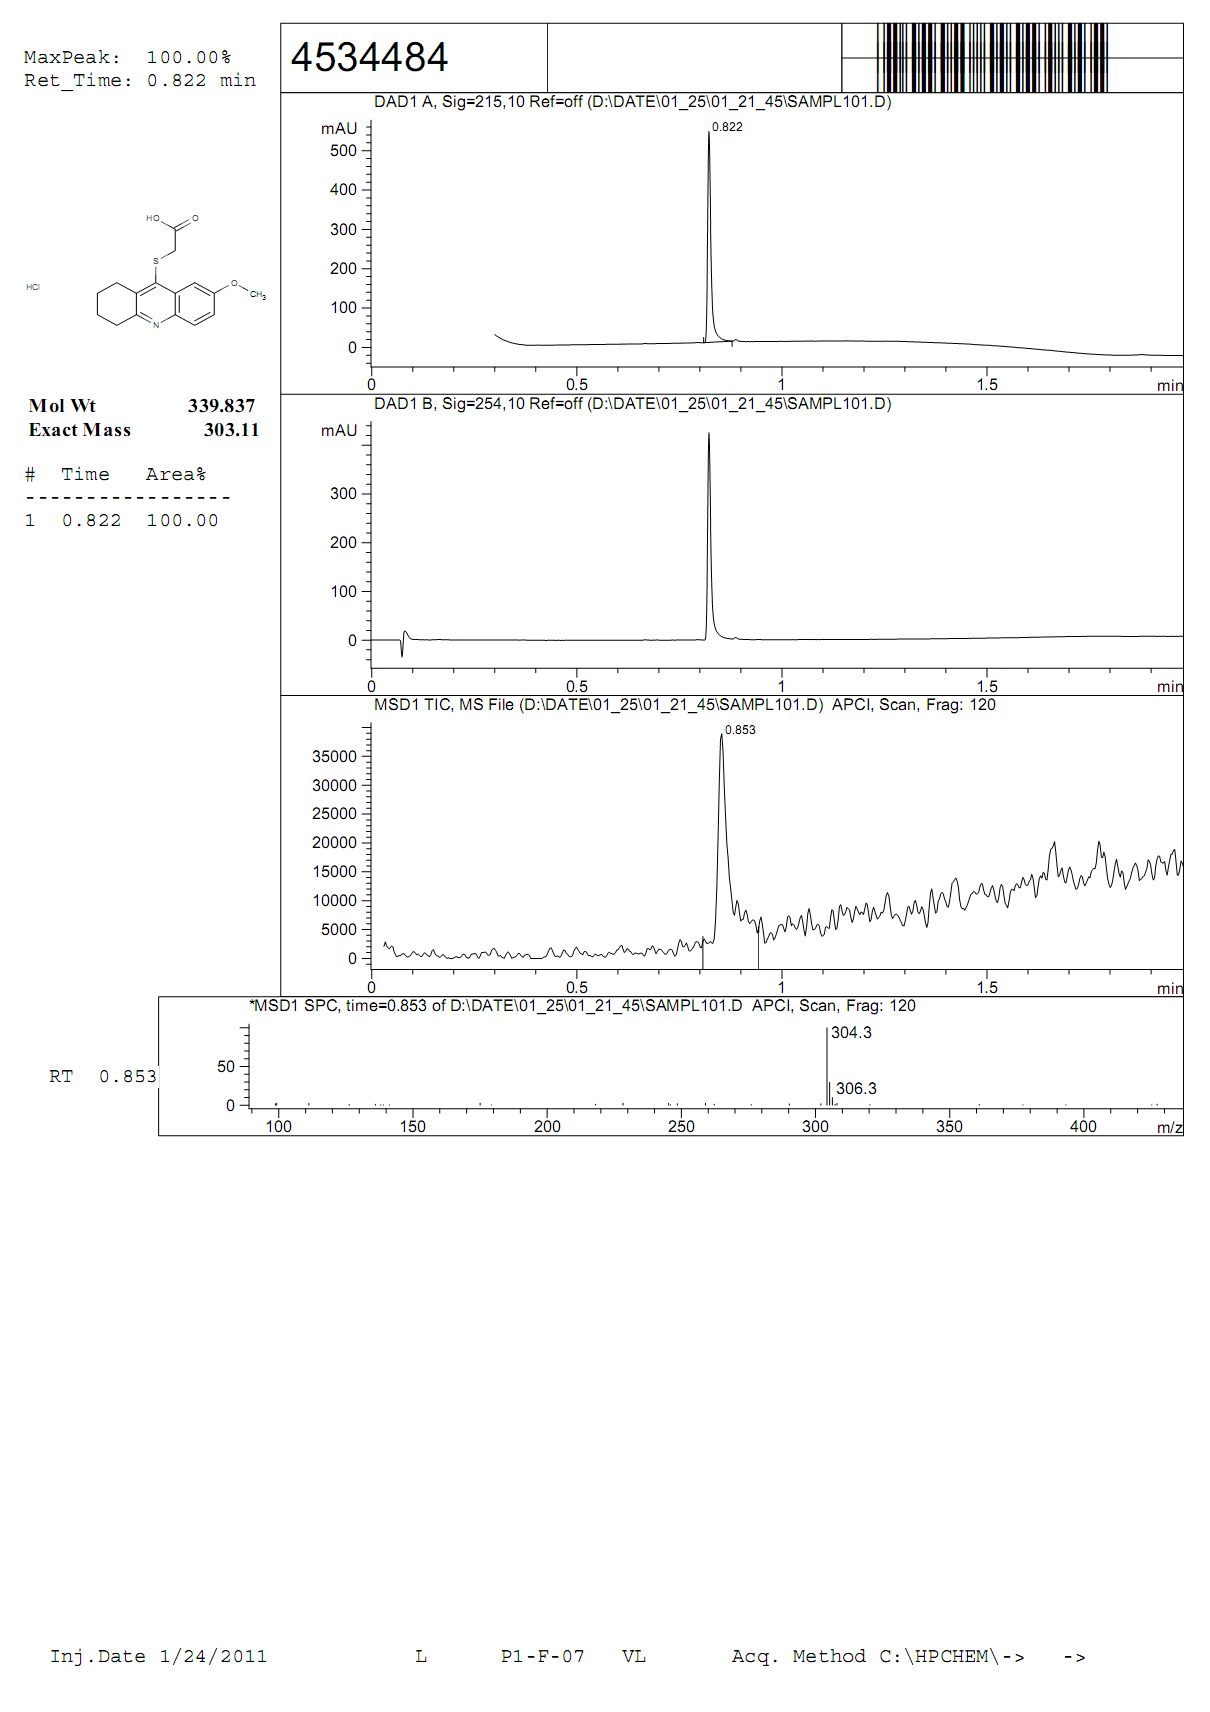 MaxPeak: 100.00%
Ret_Time: 0.822 min
4534484
DAD1 A, Sig=215,10 Ref=off (D:\DATE\01_25\01_21_45\SAMPL101.D)
mAU
0.822
500
400
300
200
100
0
0 0.5 1 1.5 min
HO O
S
HCl
O
CH3
N
Mol Wt 339.837
Exact Mass 303.11
# Time Area%
-----------------
1 0.822 100.00
DAD1 B, Sig=254,10 Ref=off (D:\DATE\01_25\01_21_45\SAMPL101.D)
mAU
300
200
100
0
0 0.5 1 1.5 min
MSD1 TIC, MS File (D:\DATE\01_25\01_21_45\SAMPL101.D) APCI, Scan, Frag: 120
0.853
35000
30000
25000
20000
15000
10000
5000
0
0 0.5 1 1.5 min
*MSD1 SPC, time=0.853 of D:\DATE\01_25\01_21_45\SAMPL101.D APCI, Scan, Frag: 120
RT 0.853
304.3
50
306.3
0
100 150 200 250 300 350 400 m/z
Inj.Date 1/24/2011 L P1-F-07 VL Acq. Method C:\HPCHEM\-> ->